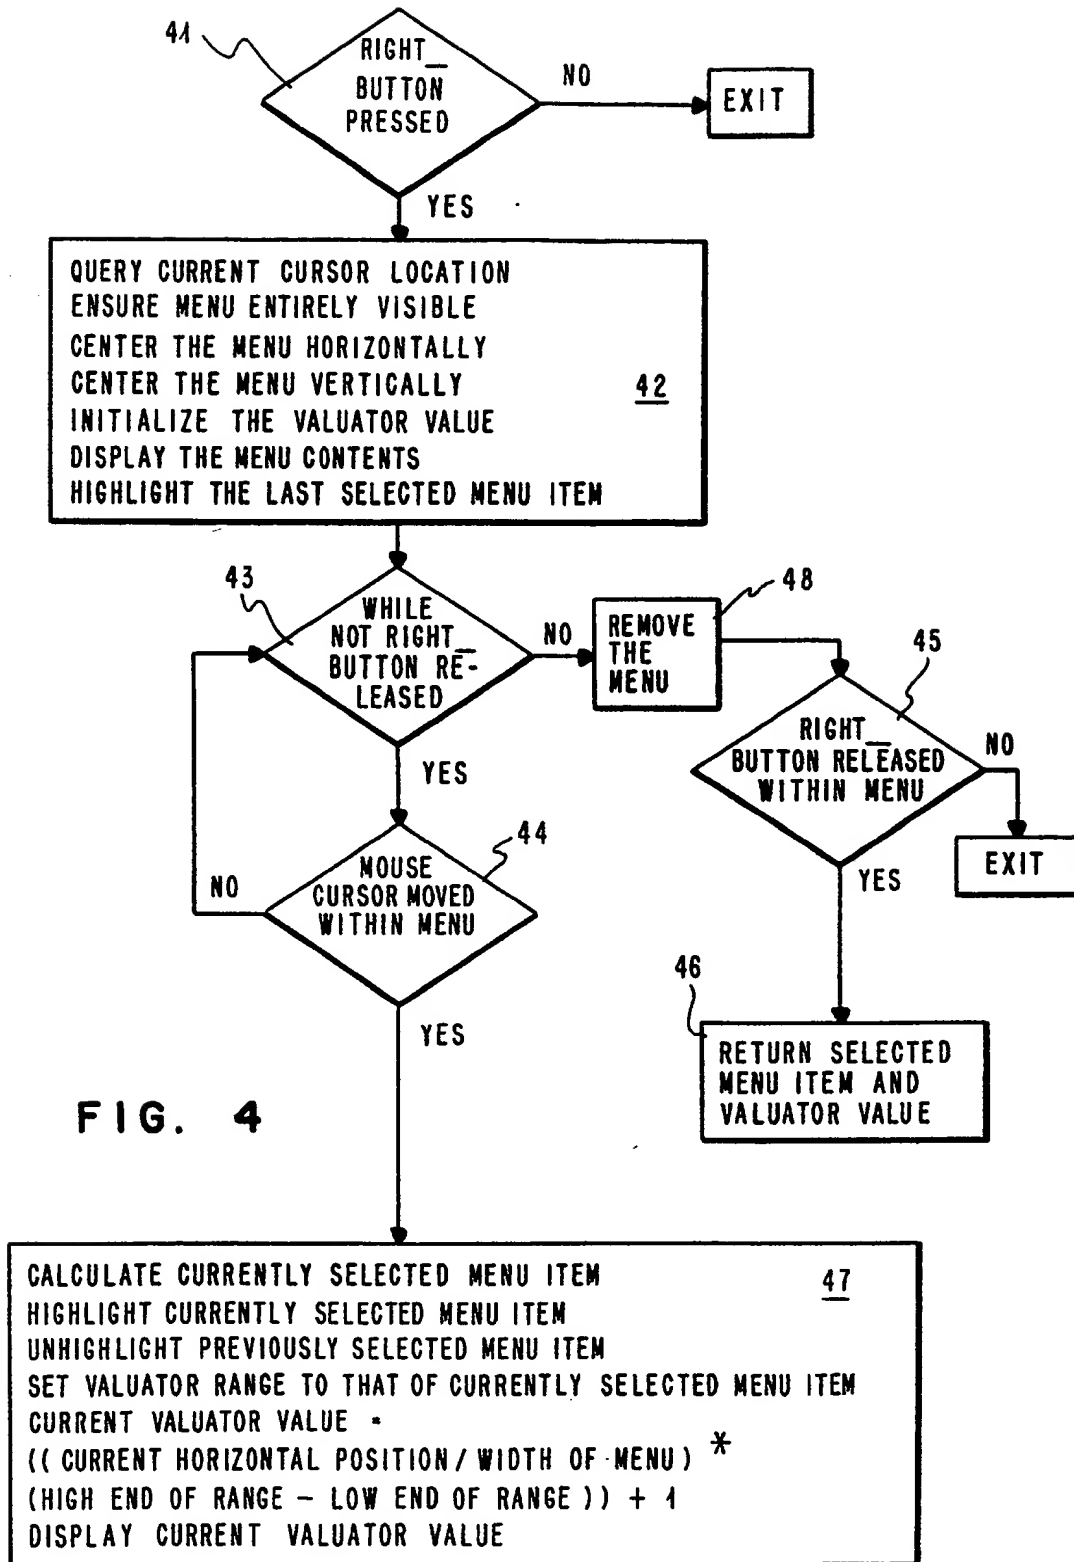 41
RIGHT_
BUTTON
PRESSED
NO
EXIT
YES
QUERY CURRENT CURSOR LOCATION
ENSURE MENU ENTIRELY VISIBLE
CENTER THE MENU HORIZONTALLY
CENTER THE MENU VERTICALLY
INITIALIZE THE VALUATOR VALUE
DISPLAY THE MENU CONTENTS
HIGHLIGHT THE LAST SELECTED MENU ITEM
42
43
WHILE
NOT RIGHT_
BUTTON RE-
LEASED
NO
REMOVE
THE
MENU
48
45
RIGHT_
BUTTON RELEASED
WITHIN MENU
NO
EXIT
YES
YES
44
MOUSE
CURSOR MOVED
WITHIN MENU
NO
YES
46
RETURN SELECTED
MENU ITEM AND
VALUATOR VALUE
FIG. 4
CALCULATE CURRENTLY SELECTED MENU ITEM
47
HIGHLIGHT CURRENTLY SELECTED MENU ITEM
UNHIGHLIGHT PREVIOUSLY SELECTED MENU ITEM
SET VALUATOR RANGE TO THAT OF CURRENTLY SELECTED MENU ITEM
CURRENT VALUATOR VALUE =
((CURRENT HORIZONTAL POSITION/WIDTH OF MENU) *
(HIGH END OF RANGE - LOW END OF RANGE)) + 1
DISPLAY CURRENT VALUATOR VALUE